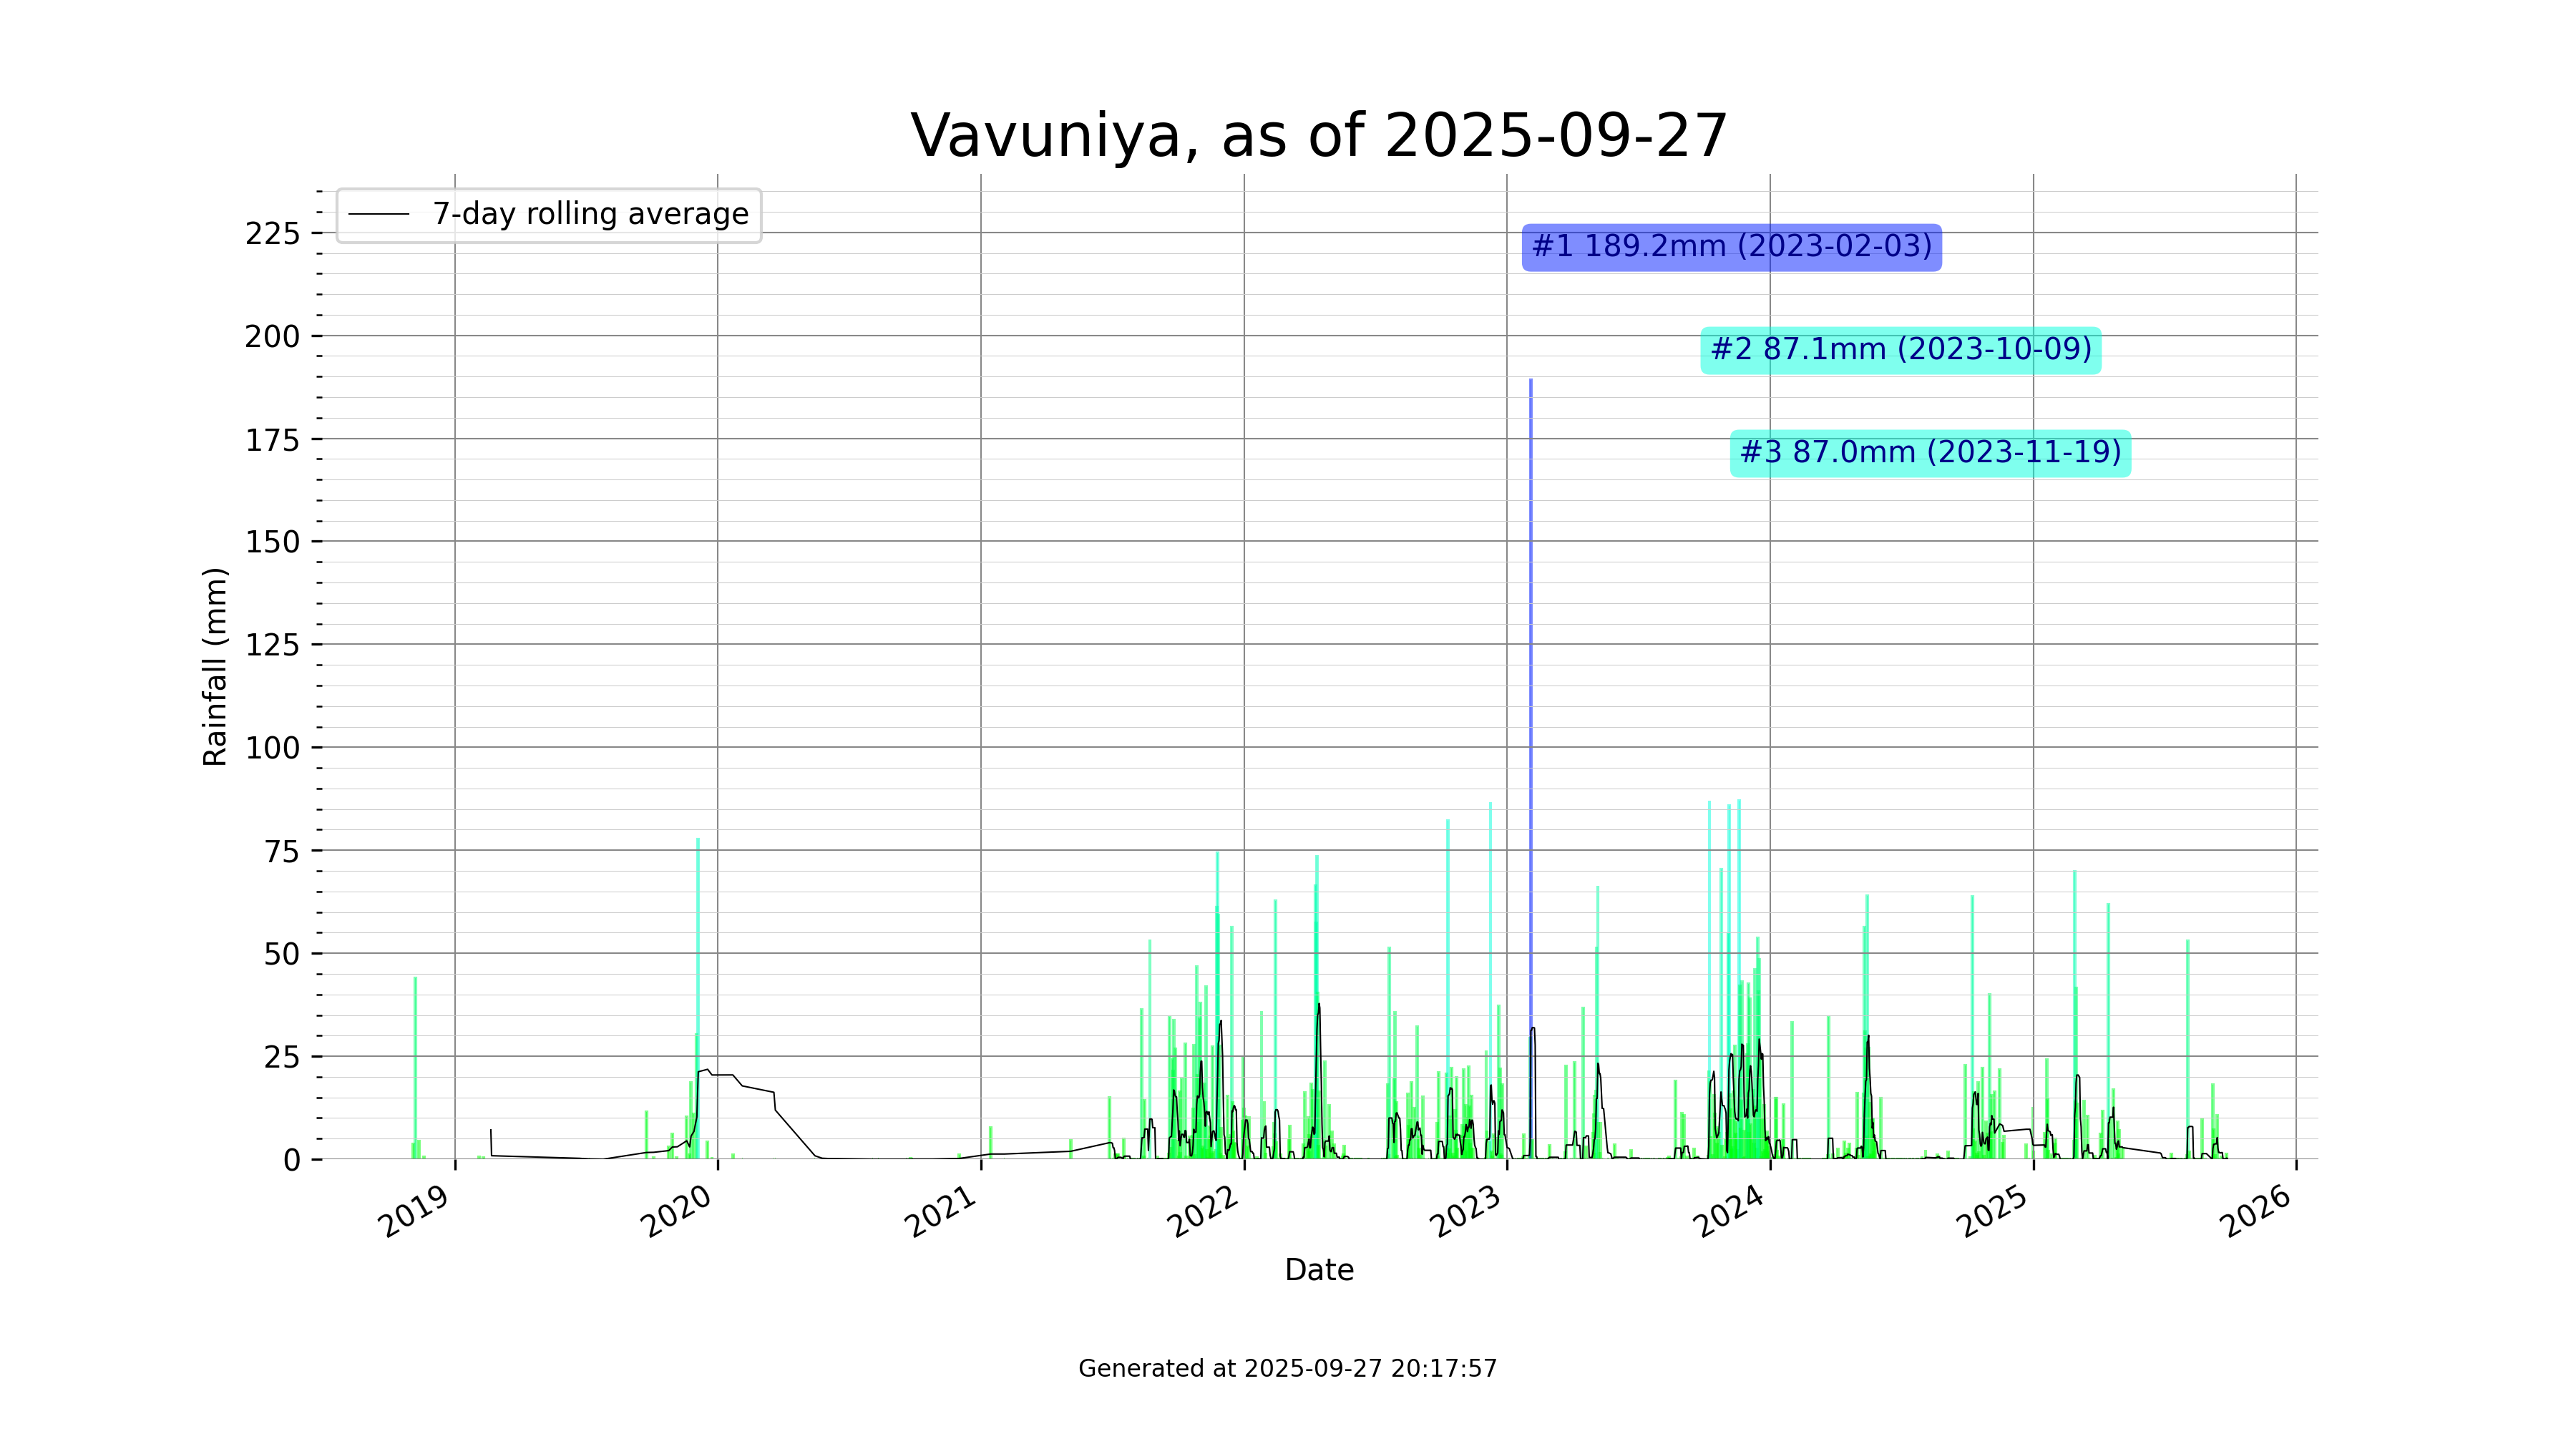 Vavuniya, as of 2025-09-27
7-day rolling average
#1 189.2mm (2023-02-03)
#2 87.1mm (2023-10-09)
#3 87.0mm (2023-11-19)
Rainfall (mm)
225
200
175
150
125
100
75
50
25
0
2019
2020
2021
2022
2023
2024
2025
2026
Date
Generated at 2025-09-27 20:17:57